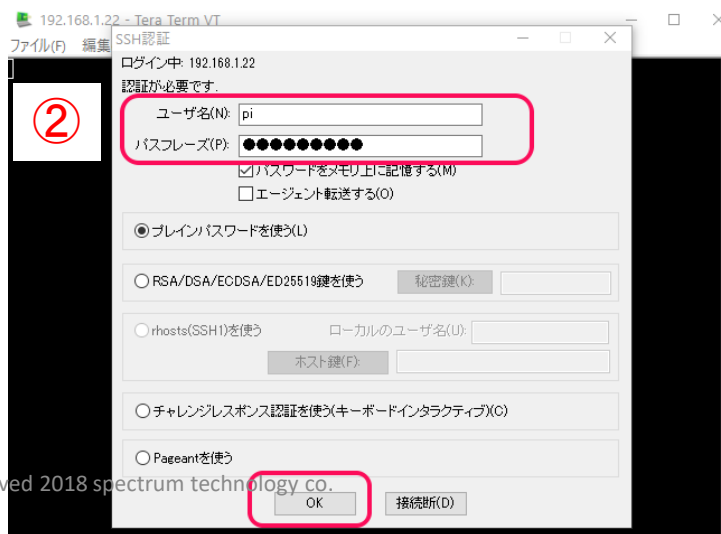 192.168.1.22 - Tera Term VT
ファイル(F) 編集
SSH認証
ログイン中: 192.168.1.22
認証が必要です.
②
ユーザ名(N): pi
パスフレーズ(P): ●●●●●●●●●
パスワードをメモリ上に記憶する(M)
エージェント転送する(O)
プレインパスワードを使う(L)
RSA/DSA/ECDSA/ED25519鍵を使う 秘密鍵(K):
rhosts(SSH1)を使う ローカルのユーザ名(U):
ホスト鍵(F):
チャレンジレスポンス認証を使う(キーボードインタラクティブ)(C)
Pageantを使う
ved 2018 spectrum technology co.
OK 接続断(D)